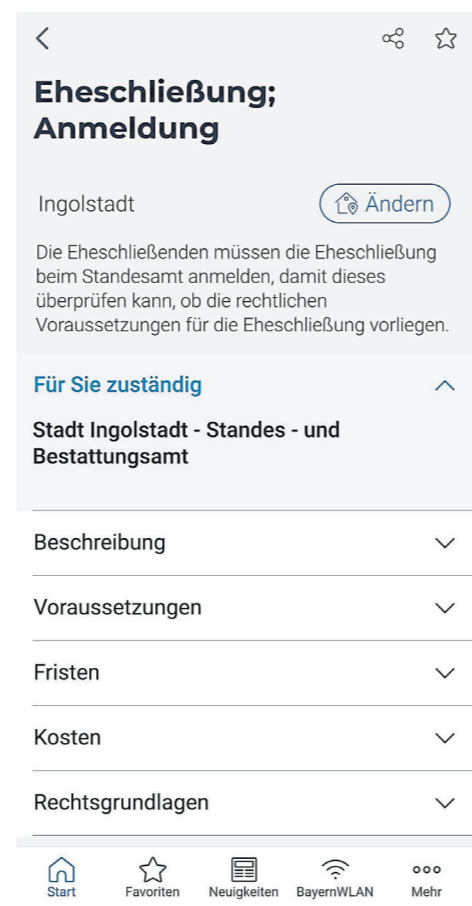 Eheschließung;
Anmeldung
Ingolstadt
Ändern
Die Eheschließenden müssen die Eheschließung
beim Standesamt anmelden, damit dieses
überprüfen kann, ob die rechtlichen
Voraussetzungen für die Eheschließung vorliegen.
Für Sie zuständig
Stadt Ingolstadt - Standes - und
Bestattungsamt
Beschreibung
Voraussetzungen
Fristen
Kosten
Rechtsgrundlagen
Start
Favoriten
Neuigkeiten
BayernWLAN
Mehr